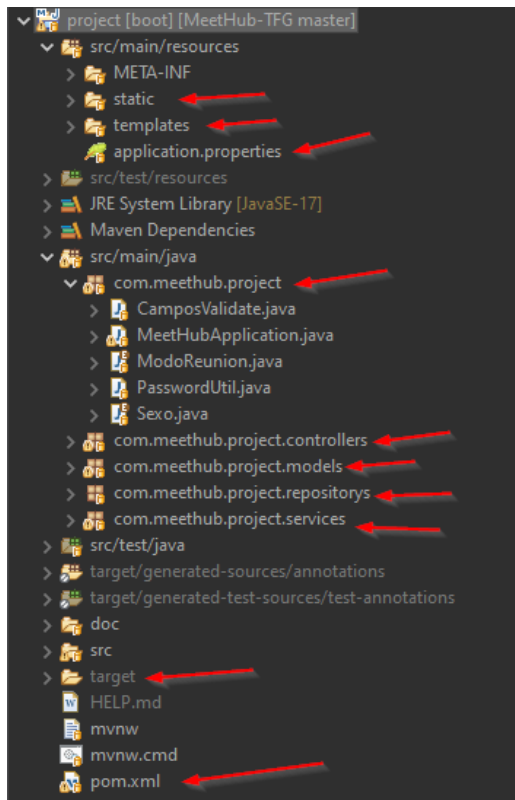 project [boot] [MeetHub-TFG master]
src/main/resources
META-INF
static
templates
application.properties
src/test/resources
JRE System Library [JavaSE-17]
Maven Dependencies
src/main/java
com.meethub.project
CamposValidate.java
MeetHubApplication.java
ModoReunion.java
PasswordUtil.java
Sexo.java
com.meethub.project.controllers
com.meethub.project.models
com.meethub.project.repositorys
com.meethub.project.services
src/test/java
target/generated-sources/annotations
target/generated-test-sources/test-annotations
doc
src
target
HELP.md
mvnw
mvnw.cmd
pom.xml